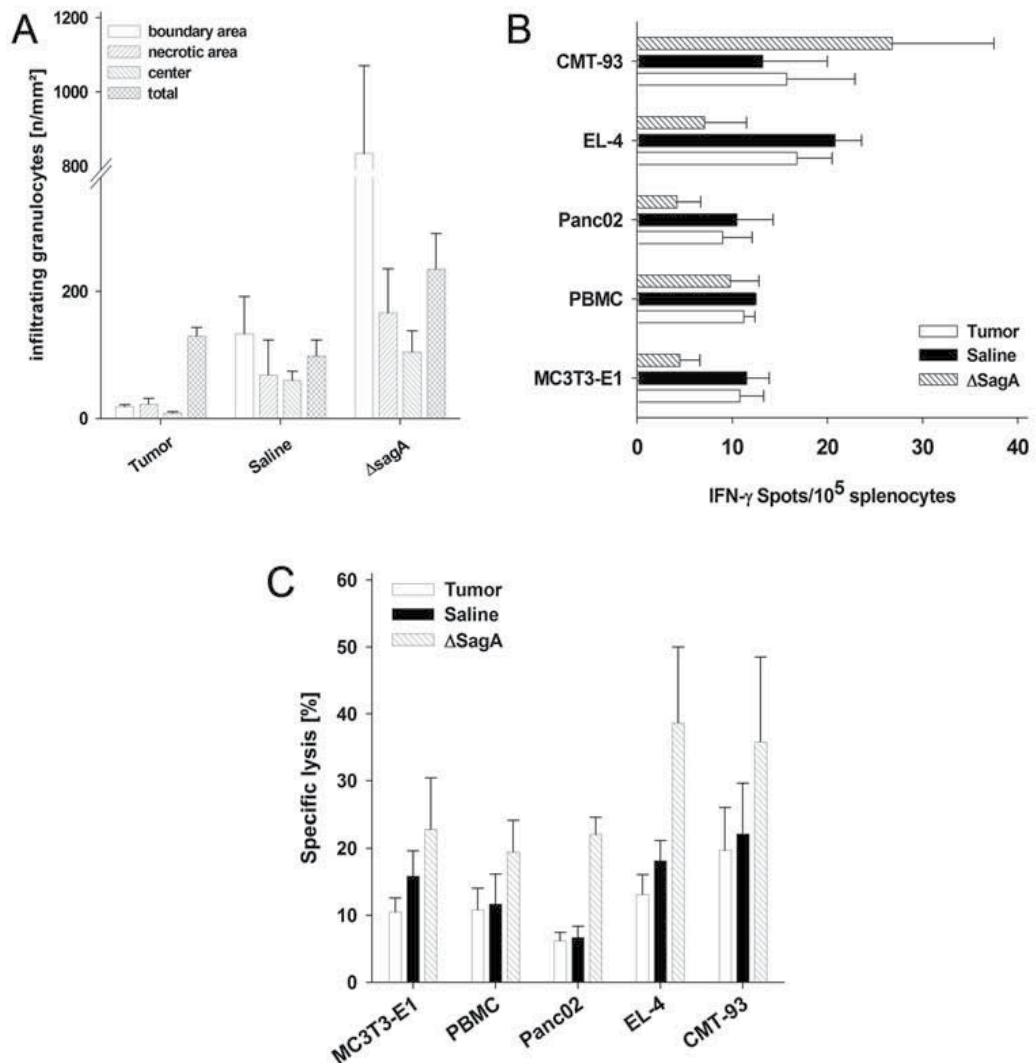 A
infiltrating granulocytes [n/mm²]
1200
1000
800
200
0
boundary area
necrotic area
center
total
Tumor
Saline
ΔsagA
B
CMT-93
EL-4
Panc02
PBMC
MC3T3-E1
Tumor
Saline
ΔSagA
0 10 20 30 40
IFN-γ Spots/10⁵ splenocytes
C
Specific lysis [%]
60
50
40
30
20
10
0
Tumor
Saline
ΔSagA
MC3T3-E1
PBMC
Panc02
EL-4
CMT-93